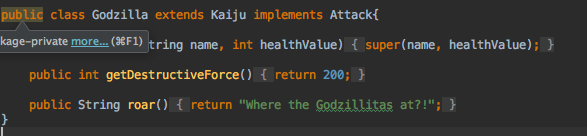 public class Godzilla extends Kaiju implements Attack{
kage-private more... (⌘F1)
tring name, int healthValue) { super(name, healthValue); }
public int getDestructiveForce() { return 200; }
public String roar() { return "Where the Godzillitas at?!"; }
}